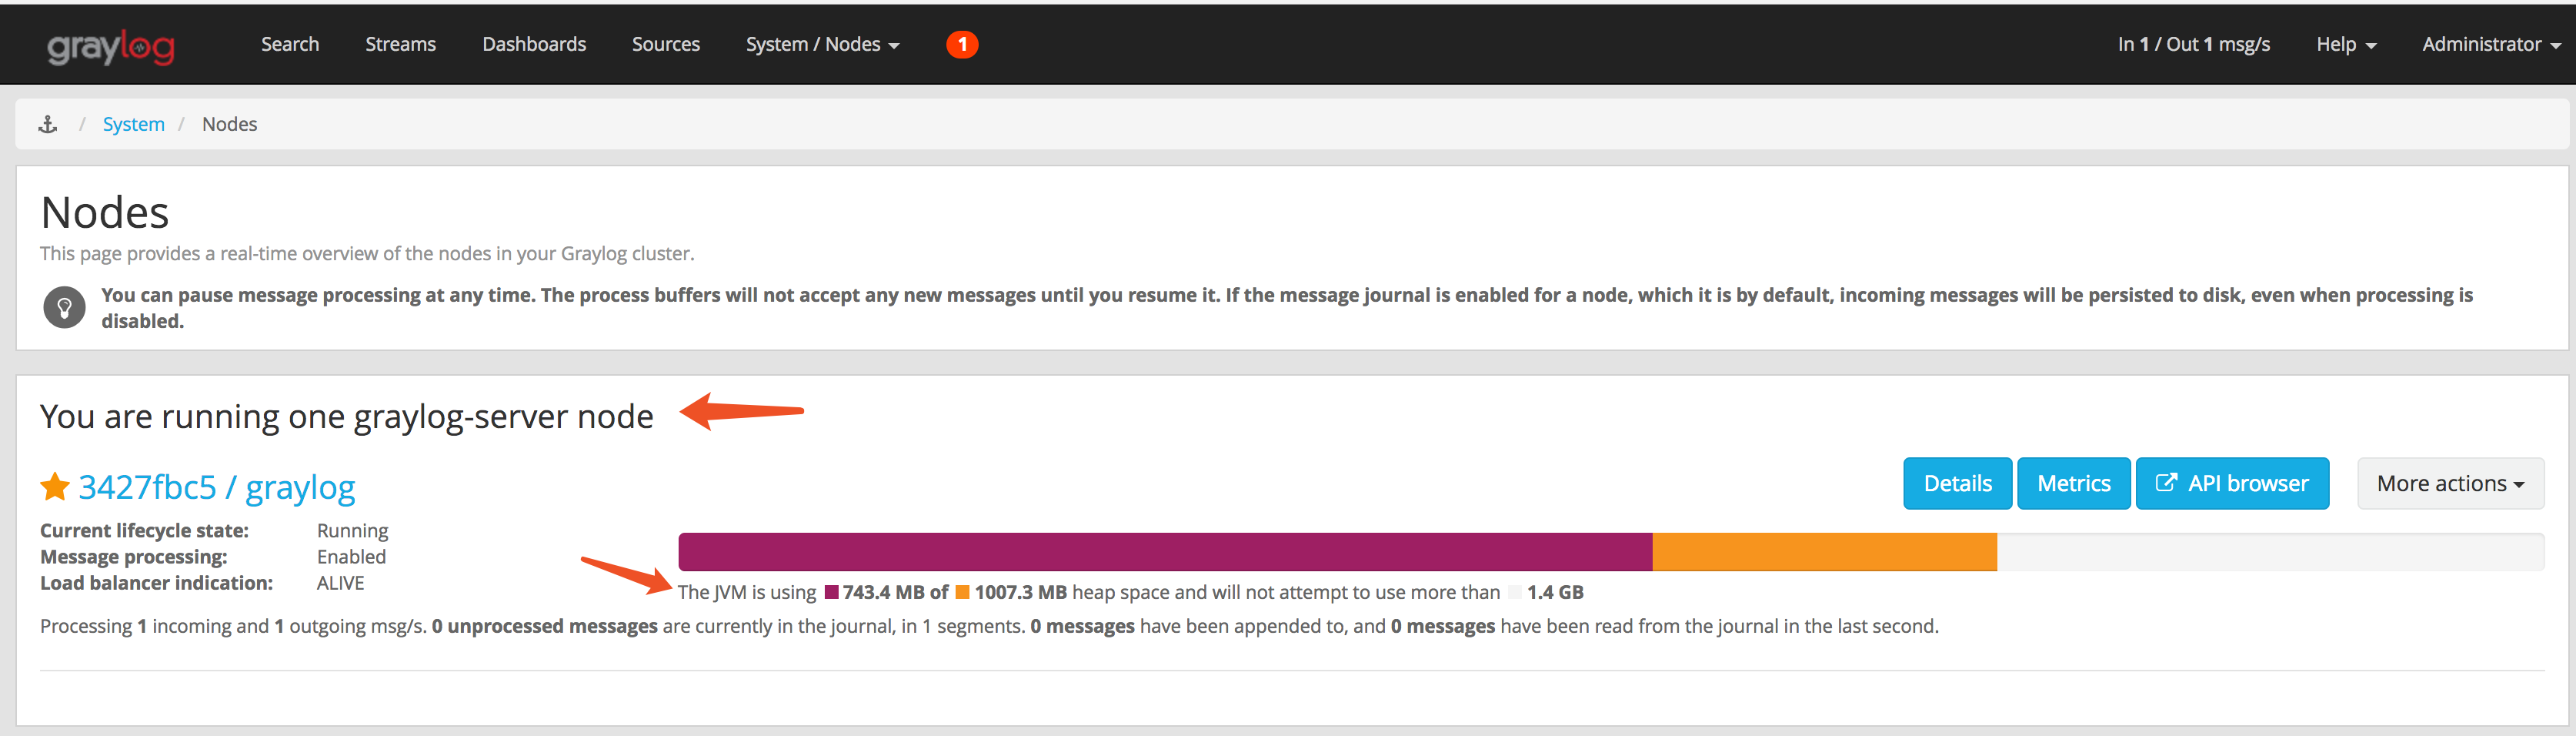 graylog Search Streams Dashboards Sources System / Nodes 1 In 1 / Out 1 msg/s Help Administrator
/ System / Nodes
Nodes
This page provides a real-time overview of the nodes in your Graylog cluster.
You can pause message processing at any time. The process buffers will not accept any new messages until you resume it. If the message journal is enabled for a node, which it is by default, incoming messages will be persisted to disk, even when processing is
disabled.
You are running one graylog-server node
3427fbc5 / graylog Details Metrics API browser More actions
Current lifecycle state: Running
Message processing: Enabled
Load balancer indication: ALIVE
The JVM is using 743.4 MB of 1007.3 MB heap space and will not attempt to use more than 1.4 GB
Processing 1 incoming and 1 outgoing msg/s. 0 unprocessed messages are currently in the journal, in 1 segments. 0 messages have been appended to, and 0 messages have been read from the journal in the last second.